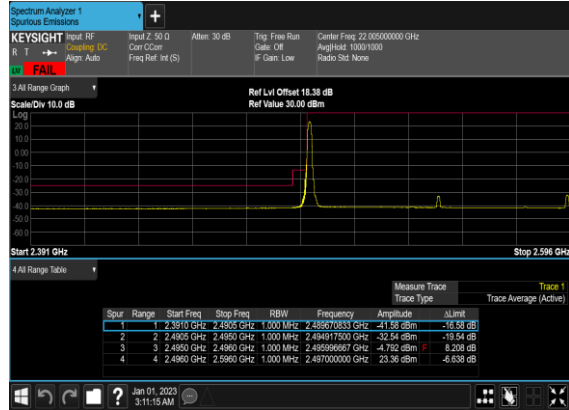 Spectrum Analyzer 1
Spurious Emissions
KEYSIGHT
R T
LV FAIL
Input: RF
Coupling: DC
Align: Auto
Input Z: 50 Ω
Corr CCorr
Freq Ref: Int (S)
Atten: 30 dB
Trig: Free Run
Gate: Off
IF Gain: Low
Center Freq: 22.005000000 GHz
Avg|Hold: 1000/1000
Radio Std: None
3 All Range Graph
Ref Lvl Offset 18.38 dB
Scale/Div 10.0 dB
Ref Value 30.00 dBm
Log
20.0
10.0
0.00
-10.0
-20.0
-30.0
-40.0
-50.0
-60.0
Start 2.391 GHz
Stop 2.596 GHz
4 All Range Table
Measure Trace Trace 1
Trace Type Trace Average (Active)
Spur Range Start Freq Stop Freq RBW Frequency Amplitude ΔLimit
1 1 2.3910 GHz 2.4905 GHz 1.000 MHz 2.489670833 GHz -41.58 dBm -16.58 dB
2 2 2.4905 GHz 2.4950 GHz 1.000 MHz 2.494917500 GHz -32.54 dBm -19.54 dB
3 3 2.4950 GHz 2.4960 GHz 1.000 MHz 2.495996667 GHz -4.792 dBm F 8.208 dB
4 4 2.4960 GHz 2.5960 GHz 1.000 MHz 2.497000000 GHz 23.36 dBm -6.638 dB
?
Jan 01, 2023
3:11:15 AM